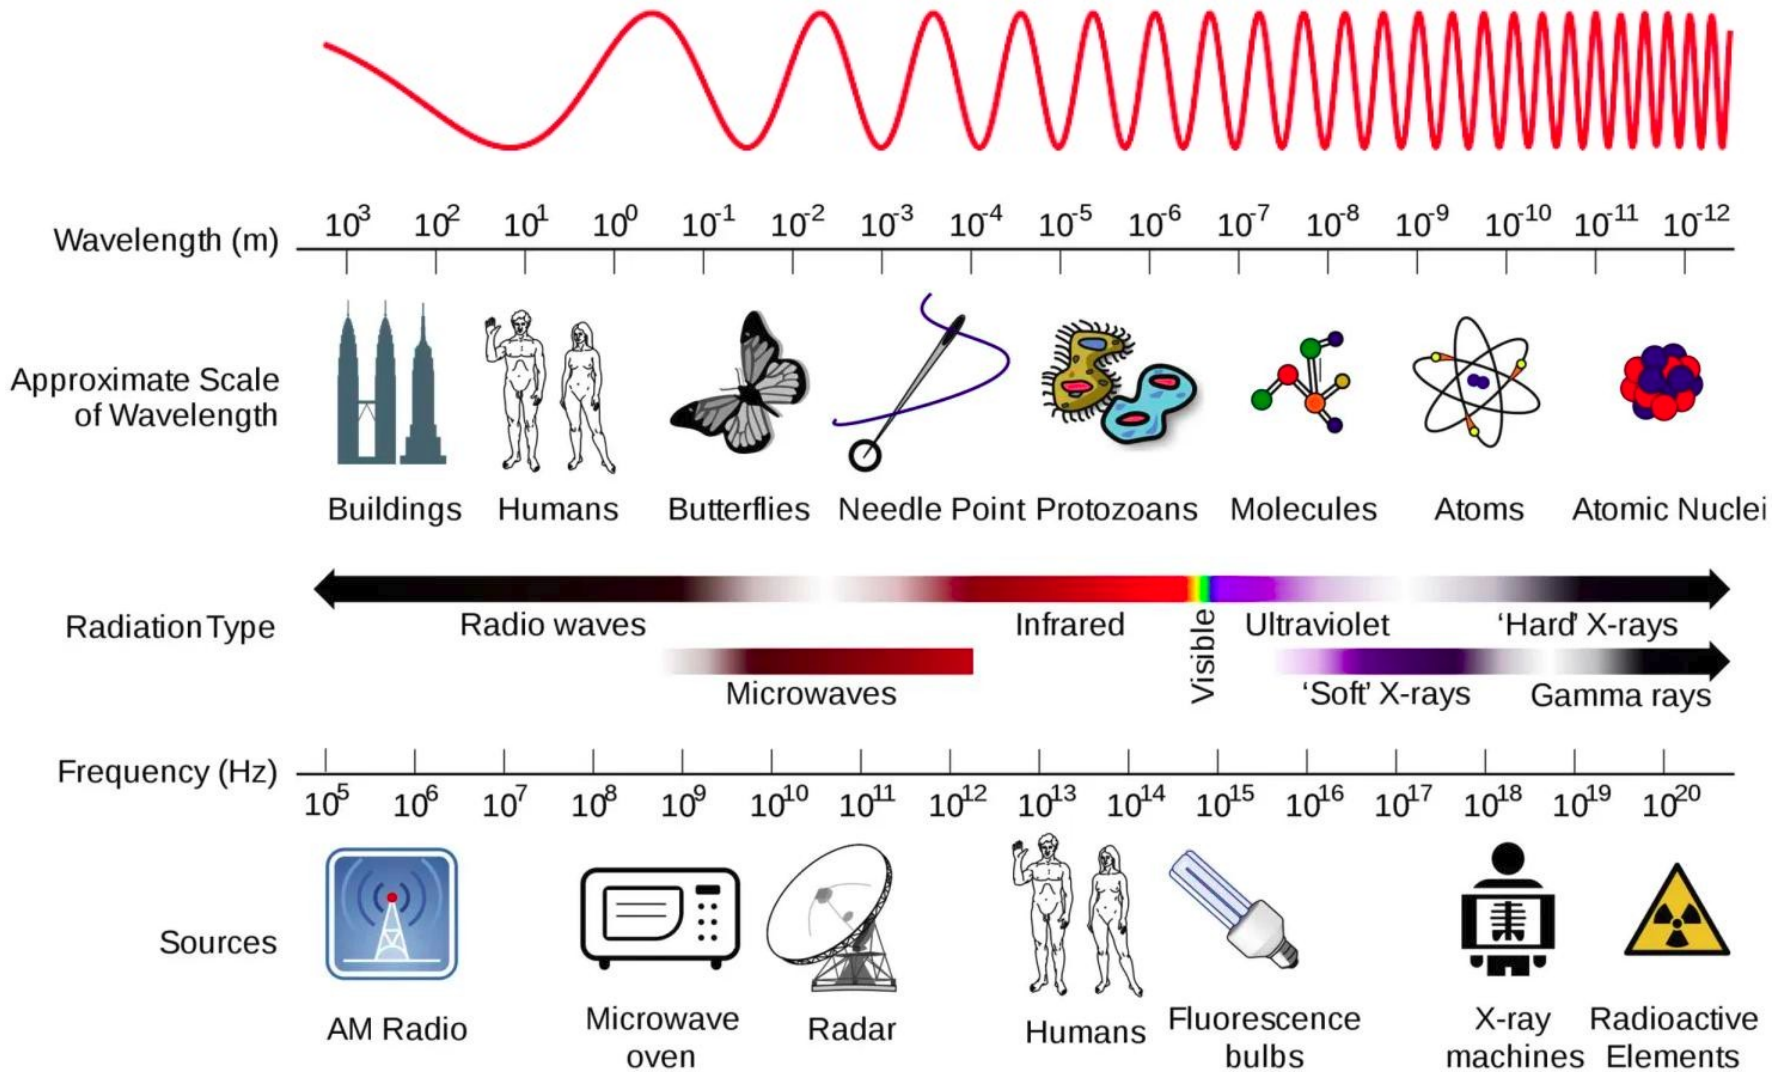 10³ 10² 10¹ 10⁰ 10⁻¹ 10⁻² 10⁻³ 10⁻⁴ 10⁻⁵ 10⁻⁶ 10⁻⁷ 10⁻⁸ 10⁻⁹ 10⁻¹⁰ 10⁻¹¹ 10⁻¹²
Wavelength (m)
Approximate Scale
of Wavelength
Buildings Humans Butterflies Needle Point Protozoans Molecules Atoms Atomic Nuclei
Radiation Type
Radio waves Infrared Visible Ultraviolet ‘Hard’ X-rays
Microwaves ‘Soft’ X-rays Gamma rays
Frequency (Hz)
10⁵ 10⁶ 10⁷ 10⁸ 10⁹ 10¹⁰ 10¹¹ 10¹² 10¹³ 10¹⁴ 10¹⁵ 10¹⁶ 10¹⁷ 10¹⁸ 10¹⁹ 10²⁰
Sources
AM Radio
Microwave
oven
Radar
Humans
Fluorescence
bulbs
X-ray
machines
Radioactive
Elements